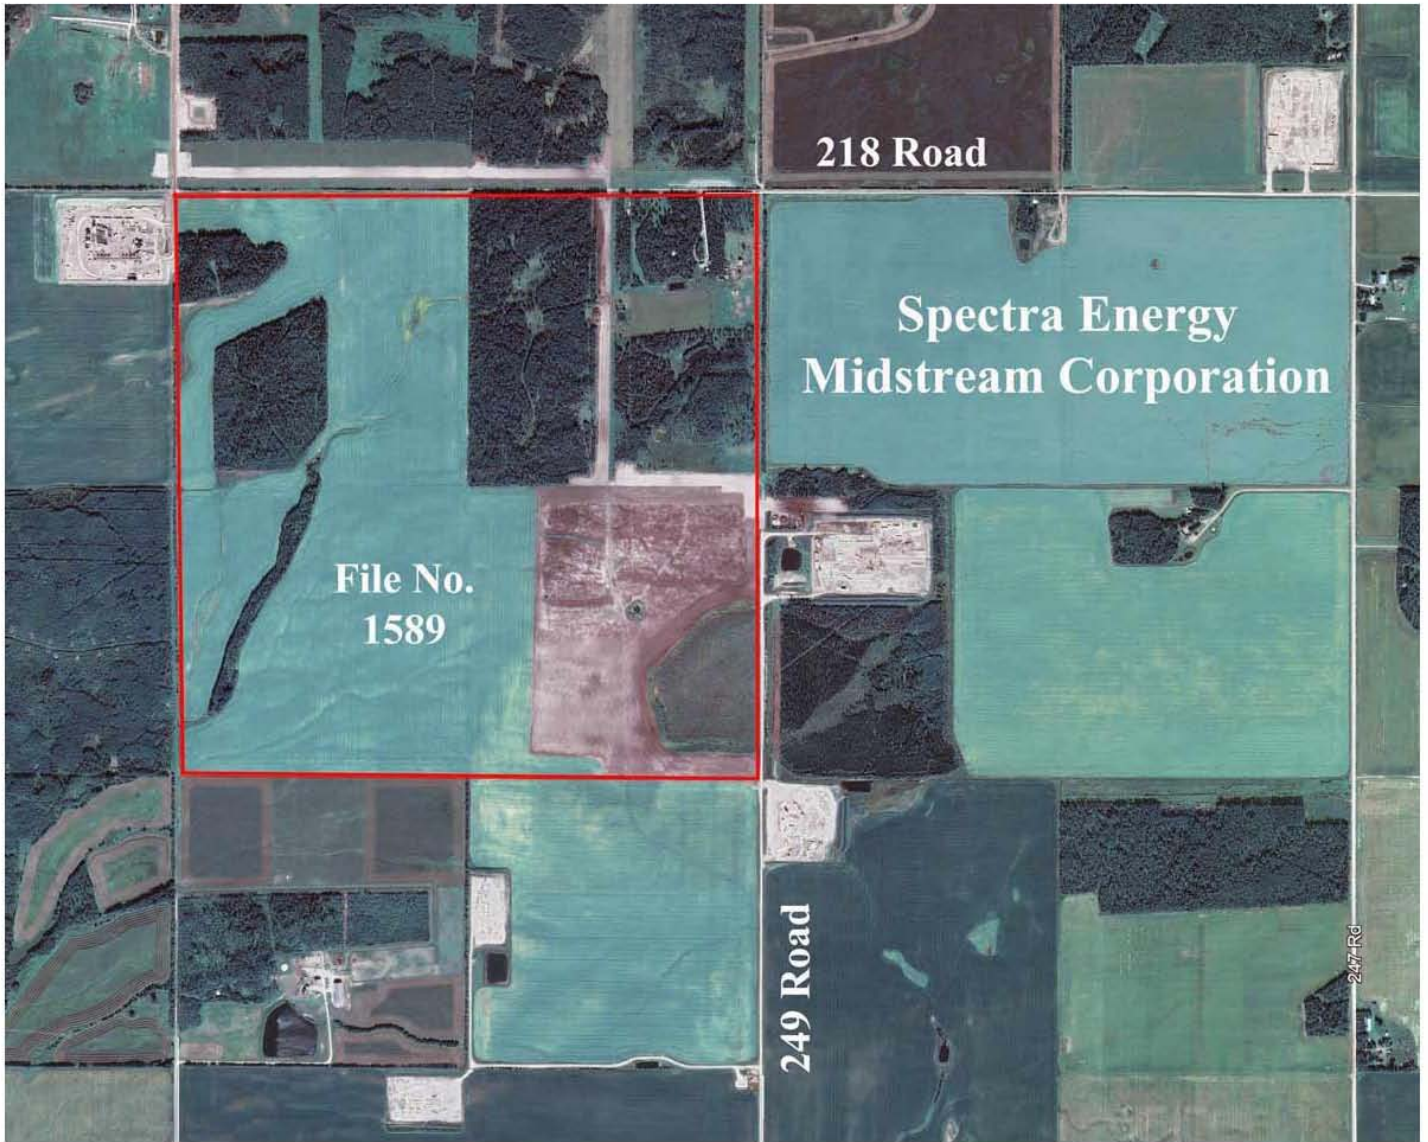 218 Road
Spectra Energy
Midstream Corporation
File No.
1589
249 Road
247 Rd